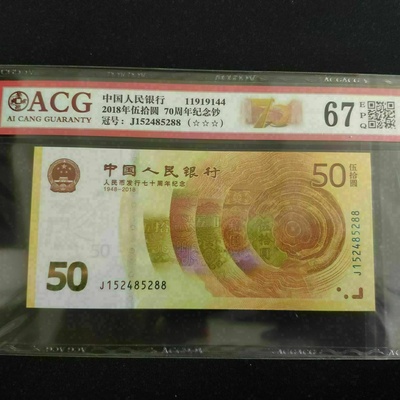 ACG
AI CANG GUARANTY
中国人民银行 11919144
2018年伍拾圆 70周年纪念钞
冠号: J152485288 (☆☆☆)
70
67 EPQ
中国人民银行
人民币发行七十周年纪念
1948-2018
50 伍拾圆
50
J152485288
J152485288